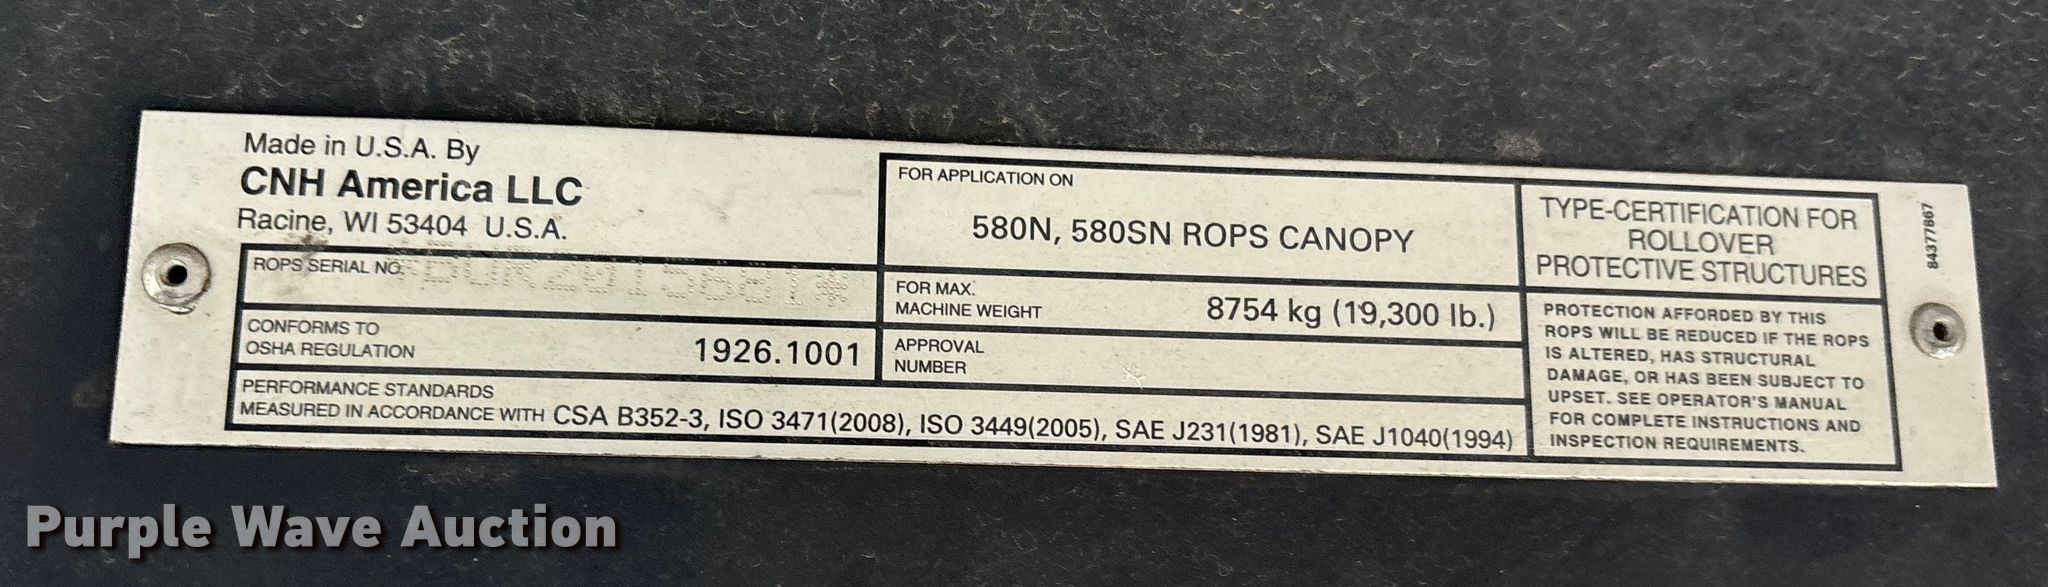 Made in U.S.A. By
CNH America LLC
Racine, WI 53404 U.S.A.
ROPS SERIAL NO.
CONFORMS TO
OSHA REGULATION 1926.1001
PERFORMANCE STANDARDS
MEASURED IN ACCORDANCE WITH CSA B352-3, ISO 3471(2008), ISO 3449(2005), SAE J231(1981), SAE J1040(1994)
FOR APPLICATION ON
580N, 580SN ROPS CANOPY
FOR MAX.
MACHINE WEIGHT 8754 kg (19,300 lb.)
APPROVAL
NUMBER
TYPE-CERTIFICATION FOR
ROLLOVER
PROTECTIVE STRUCTURES
PROTECTION AFFORDED BY THIS
ROPS WILL BE REDUCED IF THE ROPS
IS ALTERED, HAS STRUCTURAL
DAMAGE, OR HAS BEEN SUBJECT TO
UPSET. SEE OPERATOR'S MANUAL
FOR COMPLETE INSTRUCTIONS AND
INSPECTION REQUIREMENTS.
84377867
Purple Wave Auction